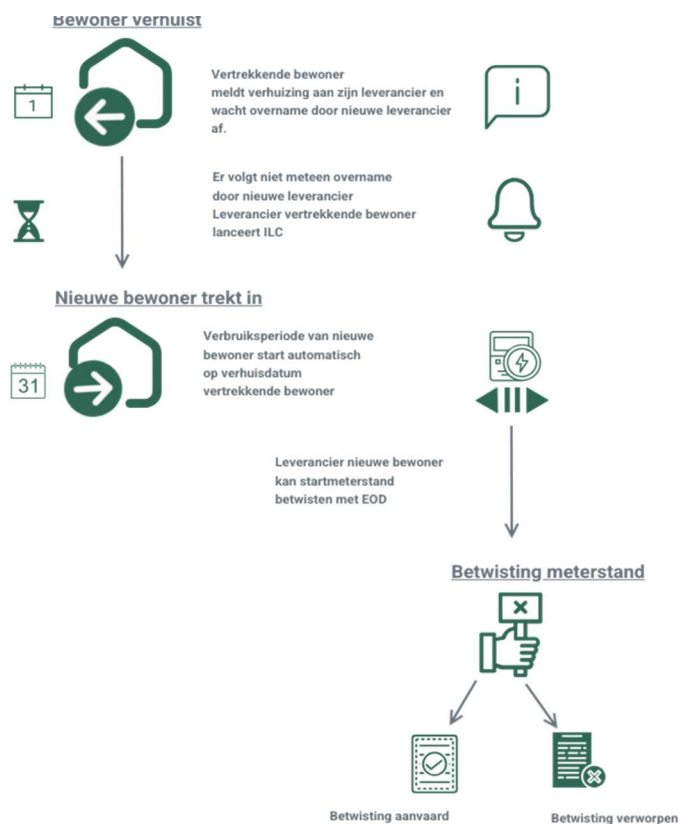 Bewoner verhuist
1
Vertrekkende bewoner
meldt verhuizing aan zijn leverancier en
wacht overname door nieuwe leverancier
af.
i
Er volgt niet meteen overname
door nieuwe leverancier
Leverancier vertrekkende bewoner
lanceert ILC
Nieuwe bewoner trekt in
31
Verbruiksperiode van nieuwe
bewoner start automatisch
op verhuisdatum
vertrekkende bewoner
Leverancier nieuwe bewoner
kan startmeterstand
betwisten met EOD
Betwisting meterstand
Betwisting aanvaard
Betwisting verworpen